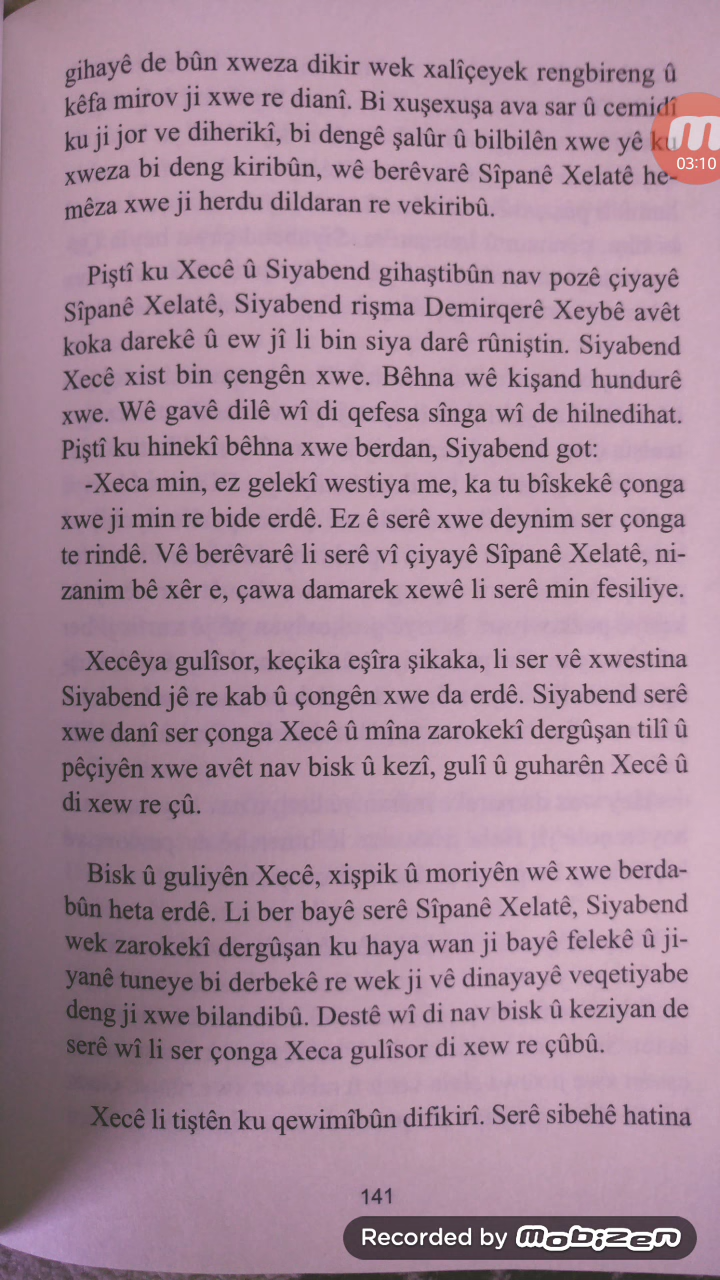 gihayê de bûn xweza dikir wek xalîçeyek rengbireng û
kêfa mirov ji xwe re dianî. Bi xuşexuşa ava sar û cemidî
ku ji jor ve diherikî, bi dengê şalûr û bilbilên xwe yê ku
xweza bi deng kiribûn, wê berêvarê Sîpanê Xelatê he-
mêza xwe ji herdu dildaran re vekiribû.
03:10
Piştî ku Xecê û Siyabend gihaştibûn nav pozê çiyayê
Sîpanê Xelatê, Siyabend rişma Demirqerê Xeybê avêt
koka darekê û ew jî li bin siya darê rûniştin. Siyabend
Xecê xist bin çengên xwe. Bêhna wê kişand hundurê
xwe. Wê gavê dilê wî di qefesa sînga wî de hilnedihat.
Piştî ku hinekî bêhna xwe berdan, Siyabend got:
-Xeca min, ez gelekî westiya me, ka tu bîskekê çonga
xwe ji min re bide erdê. Ez ê serê xwe deynim ser çonga
te rindê. Vê berêvarê li serê vî çiyayê Sîpanê Xelatê, ni-
zanim bê xêr e, çawa damarek xewê li serê min fesiliye.
Xecêya gulîsor, keçika eşîra şikaka, li ser vê xwestina
Siyabend jê re kab û çongên xwe da erdê. Siyabend serê
xwe danî ser çonga Xecê û mîna zarokekî dergûşan tilî û
pêçiyên xwe avêt nav bisk û kezî, gulî û guharên Xecê û
di xew re çû.
Bisk û guliyên Xecê, xişpik û moriyên wê xwe berda-
bûn heta erdê. Li ber bayê serê Sîpanê Xelatê, Siyabend
wek zarokekî dergûşan ku haya wan ji bayê felekê û ji-
yanê tuneye bi derbekê re wek ji vê dinayayê veqetiyabe
deng ji xwe bilandibû. Destê wî di nav bisk û keziyan de
serê wî li ser çonga Xeca gulîsor di xew re çûbû.
Xecê li tiştên ku qewimîbûn difikirî. Serê sibehê hatina
141
Recorded by mobizen